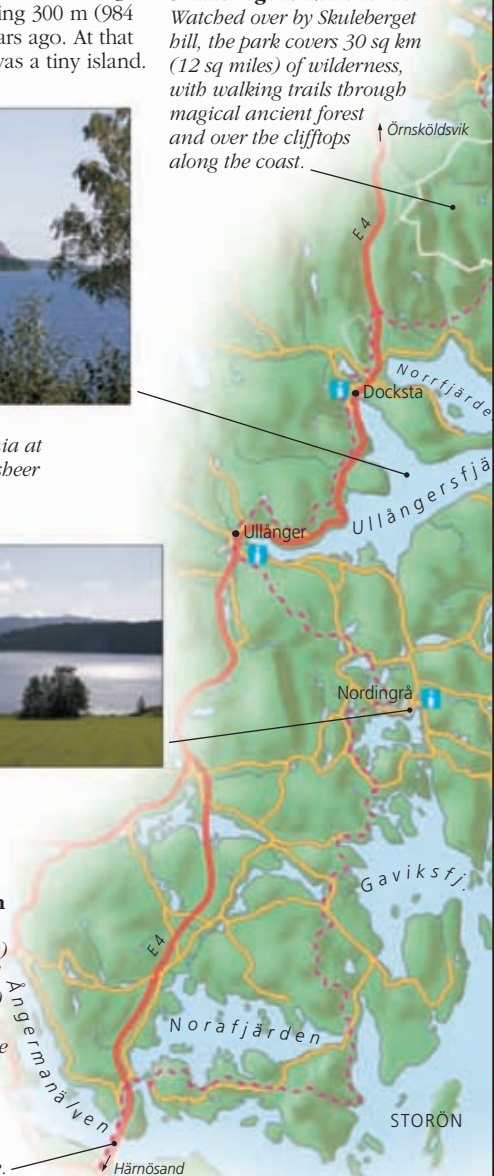 ing 300 m (984
ars ago. At that
was a tiny island.
Watched over by Skuleberget
hill, the park covers 30 sq km
(12 sq miles) of wilderness,
with walking trails through
magical ancient forest
and over the clifftops
along the coast.
Örnsköldsvik
E4
Docksta
Norrfjärde
nia at
sheer
Ullångersfjä
Ullånger
Nordingrå
Gaviksfj.
n
)
E4
)
Ångermanälven
e
Norafjärden
STORÖN
.
Härnösand